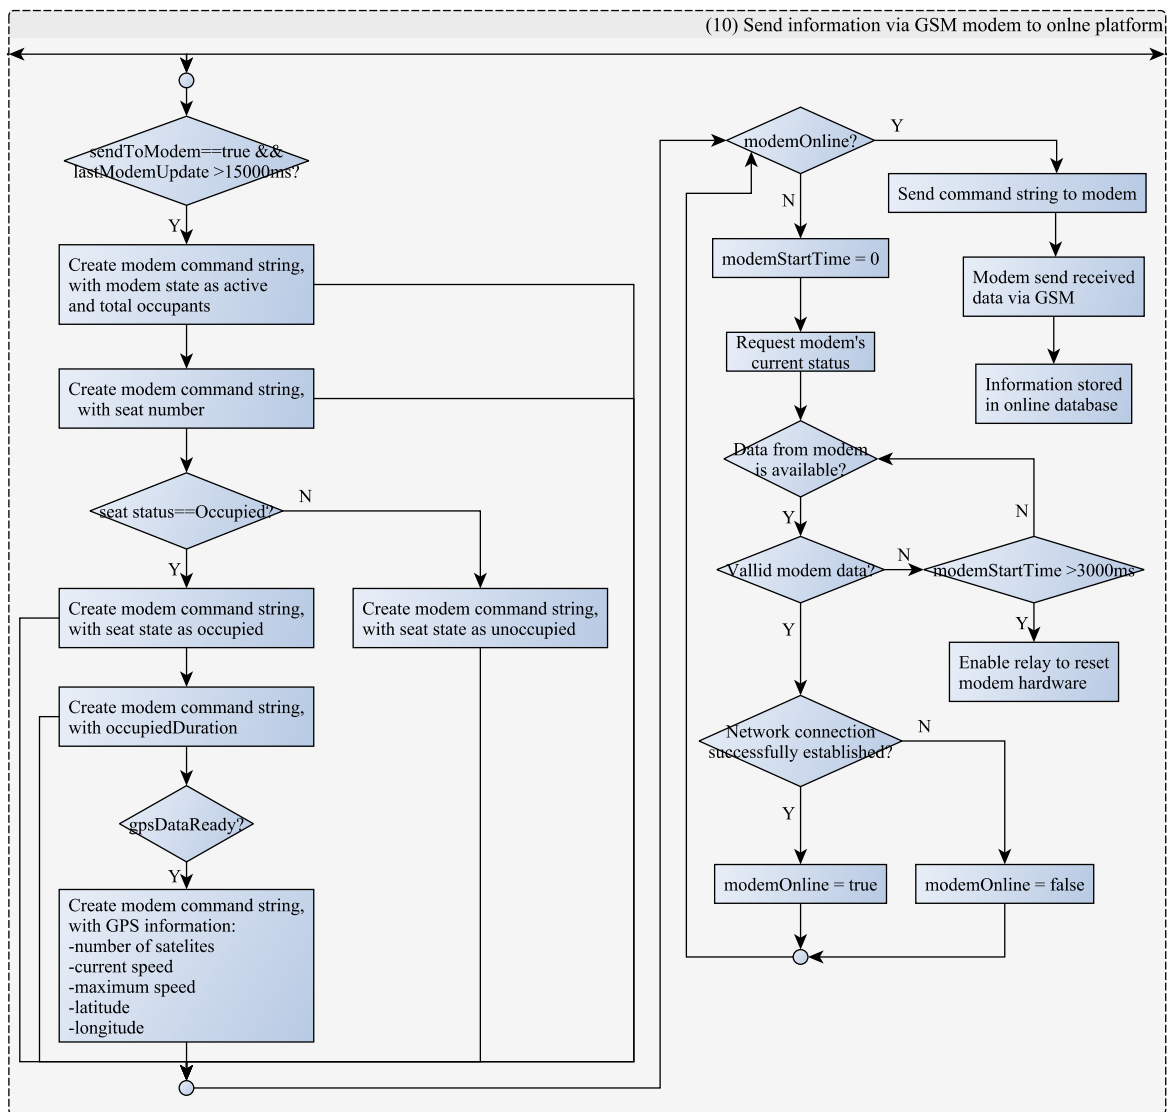 (10) Send information via GSM modem to onlne platform
sendToModem==true &&
lastModemUpdate >15000ms?
Y
Create modem command string,
with modem state as active
and total occupants
Create modem command string,
with seat number
seat status==Occupied?
N
Y
Create modem command string,
with seat state as occupied
Create modem command string,
with seat state as unoccupied
Create modem command string,
with occupiedDuration
gpsDataReady?
Y
Create modem command string,
with GPS information:
-number of satelites
-current speed
-maximum speed
-latitude
-longitude
modemOnline?
Y
N
Send command string to modem
modemStartTime = 0
Modem send received
data via GSM
Request modem's
current status
Information stored
in online database
Data from modem
is available?
Y
N
Vallid modem data?
N
modemStartTime >3000ms
Y
Y
Enable relay to reset
modem hardware
Network connection
successfully established?
N
Y
modemOnline = true
modemOnline = false